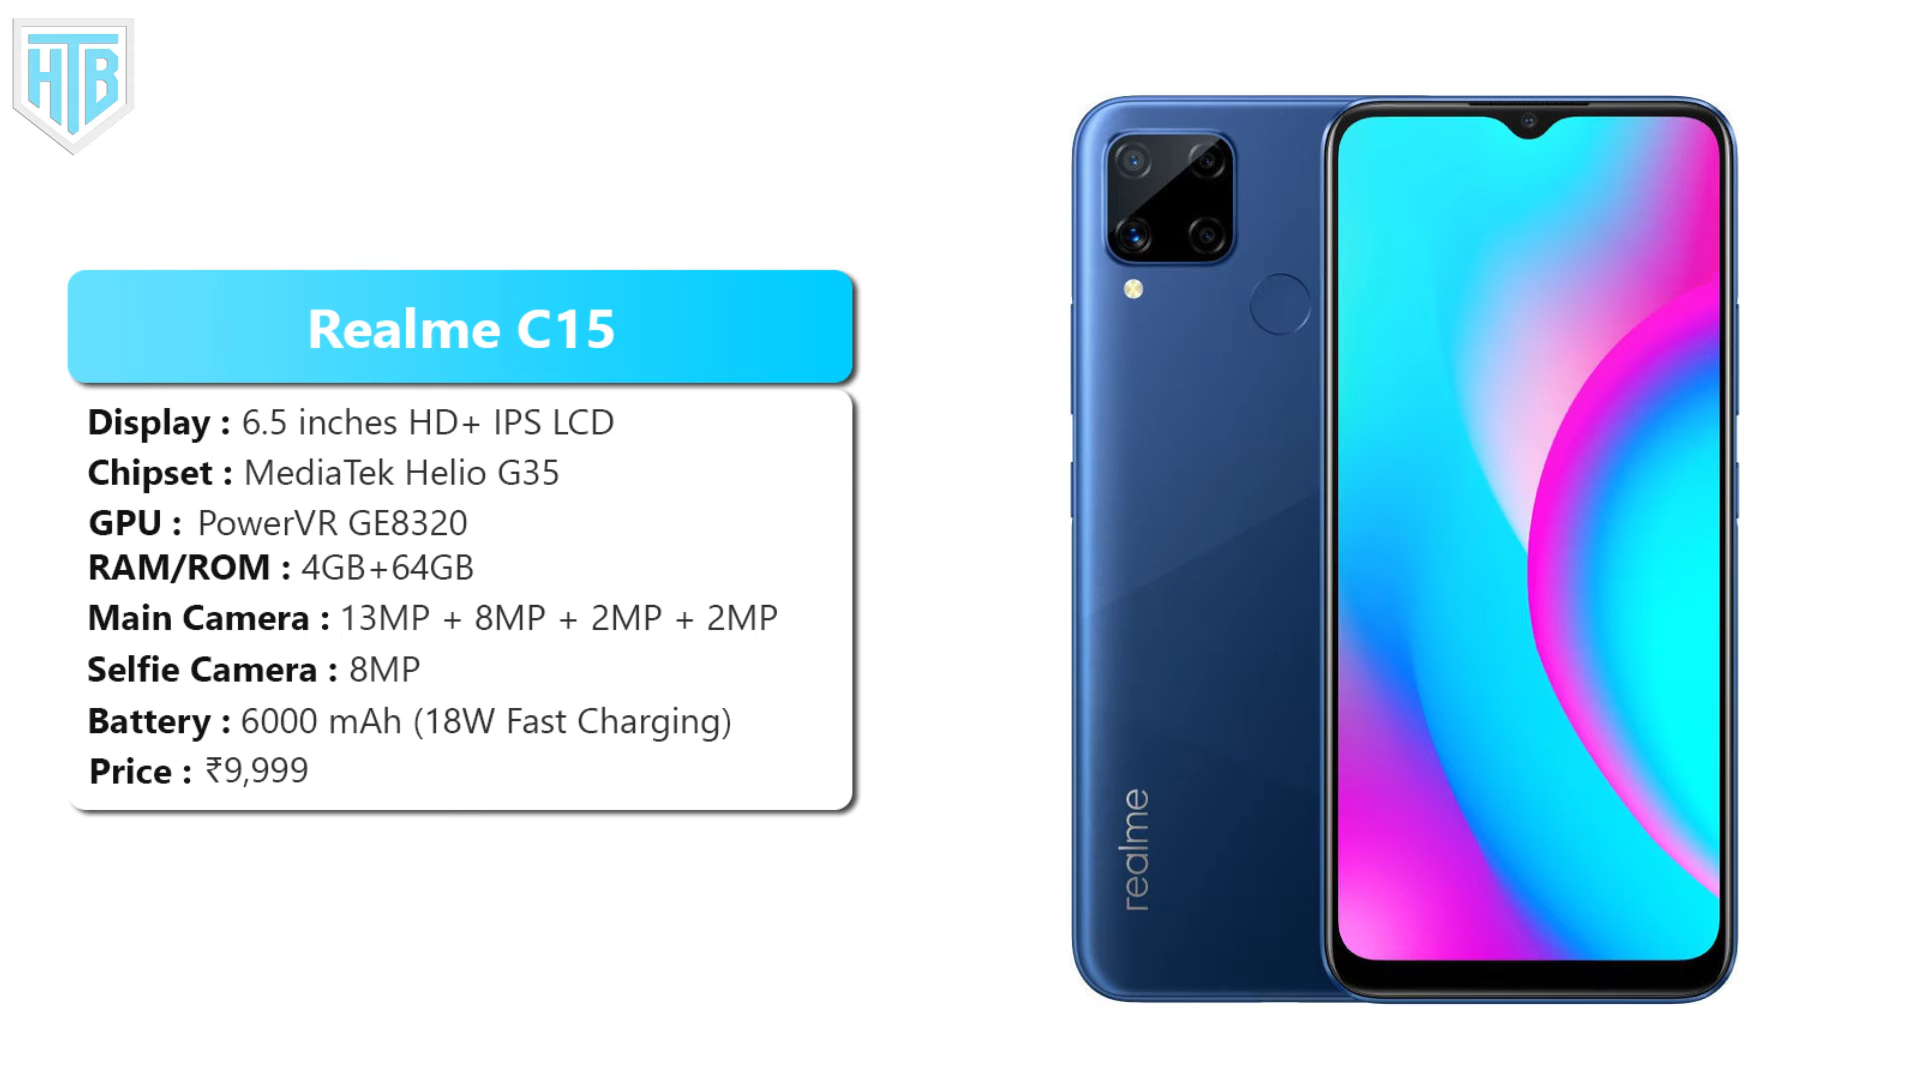 HTB
Realme C15
Display : 6.5 inches HD+ IPS LCD
Chipset : MediaTek Helio G35
GPU : PowerVR GE8320
RAM/ROM : 4GB+64GB
Main Camera : 13MP + 8MP + 2MP + 2MP
Selfie Camera : 8MP
Battery : 6000 mAh (18W Fast Charging)
Price : ₹9,999
realme